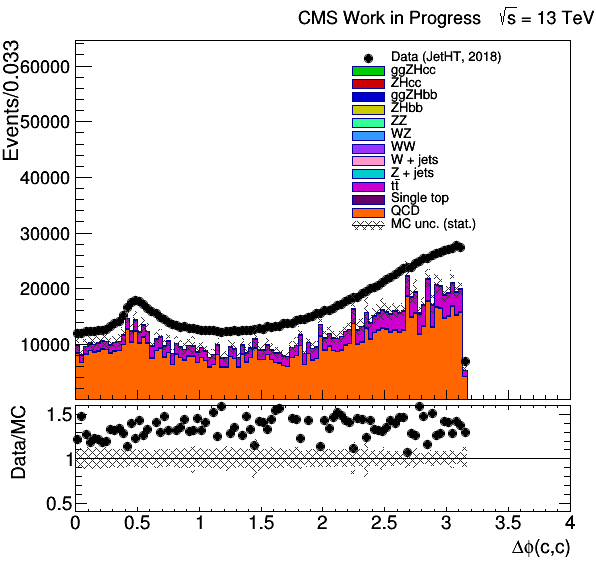 CMS Work in Progress √s = 13 TeV
Events/0.033
60000
50000
40000
30000
20000
10000
Data (JetHT, 2018)
ggZHcc
ZHcc
ggZHbb
ZHbb
ZZ
WZ
WW
W + jets
Z + jets
tt̄
Single top
QCD
MC unc. (stat.)
Data/MC
1.5
1
0.5
0 0.5 1 1.5 2 2.5 3 3.5 4
Δϕ(c,c)